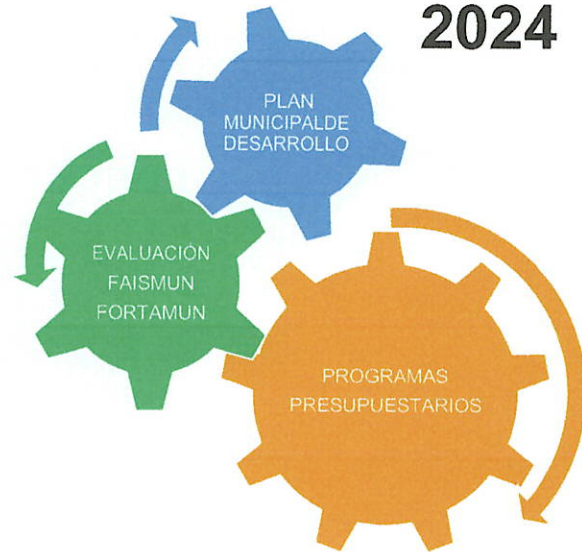 2024
PLAN
MUNICIPALDE
DESARROLLO
EVALUACIÓN
FAISMUN
FORTAMUN
PROGRAMAS
PRESUPUESTARIOS